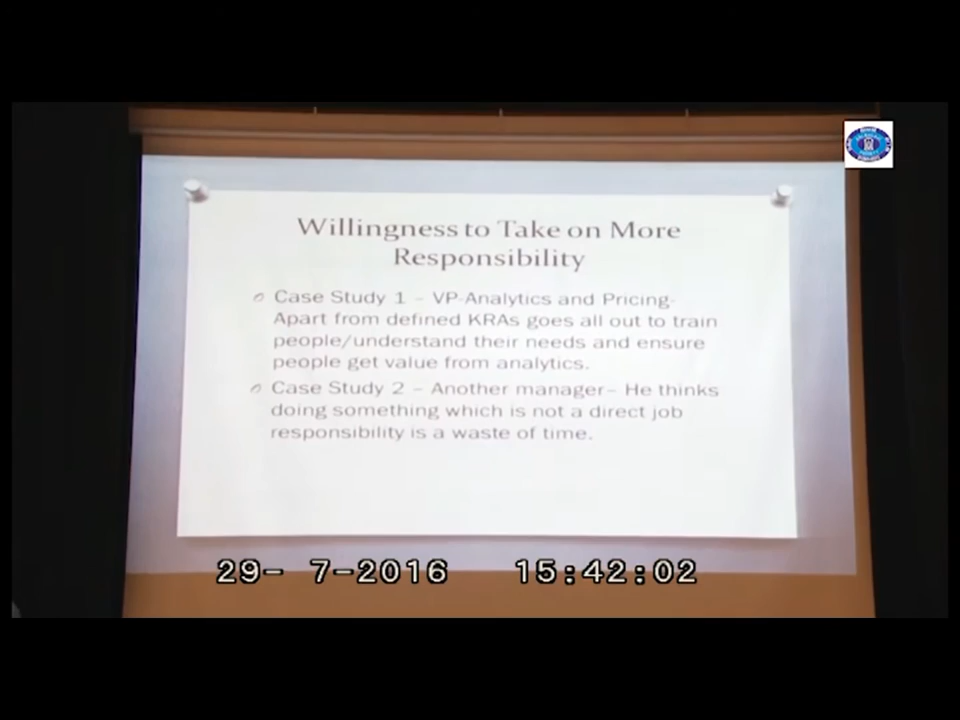 Willingness to Take on More
Responsibility
Case Study 1 – VP-Analytics and Pricing-
Apart from defined KRAs goes all out to train
people/understand their needs and ensure
people get value from analytics.
Case Study 2 – Another manager– He thinks
doing something which is not a direct job
responsibility is a waste of time.
29- 7-2016 15:42:02